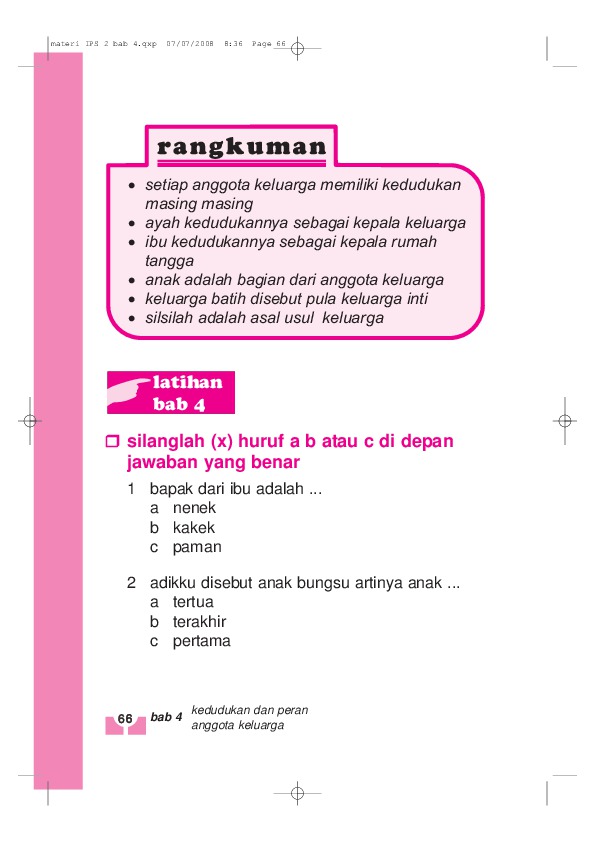 materi IPS 2 bab 4.qxp 07/07/2008 8:36 Page 66
rangkuman
• setiap anggota keluarga memiliki kedudukan
masing masing
• ayah kedudukannya sebagai kepala keluarga
• ibu kedudukannya sebagai kepala rumah
tangga
• anak adalah bagian dari anggota keluarga
• keluarga batih disebut pula keluarga inti
• silsilah adalah asal usul keluarga
latihan
bab 4
❒ silanglah (x) huruf a b atau c di depan
jawaban yang benar
1 bapak dari ibu adalah ...
a nenek
b kakek
c paman
2 adikku disebut anak bungsu artinya anak ...
a tertua
b terakhir
c pertama
66 bab 4 kedudukan dan peran
anggota keluarga